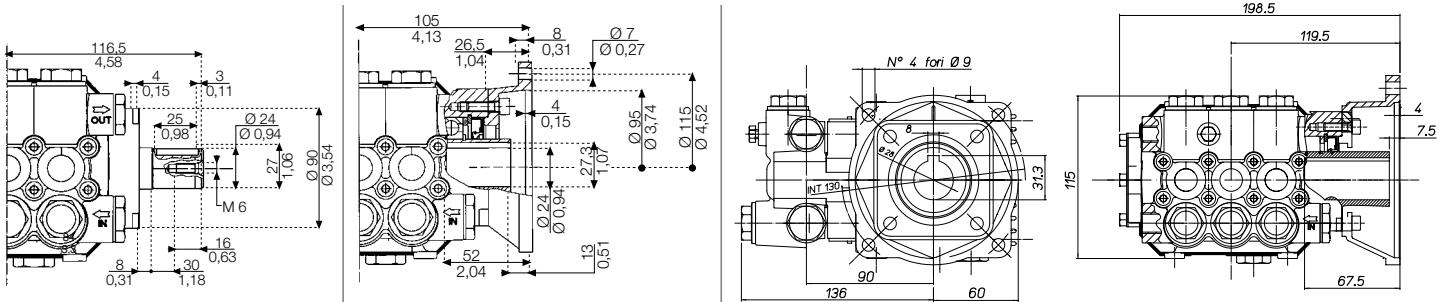 116,5
4,58
4
0,15
3
0,11
OUT
25
0,98
Ø 24
Ø 0,94
27
1,06
Ø 90
Ø 3,54
M 6
IN
16
0,63
8
0,31
30
1,18
105
4,13
26,5
1,04
8
0,31
Ø 7
Ø 0,27
4
0,15
Ø 95
Ø 3,74
Ø 115
Ø 4,52
27,3
1,07
Ø 24
Ø 0,94
IN
52
2,04
13
0,51
N° 4 fori Ø 9
8
Ø 28
INT 130
31.3
90
136
60
198.5
119.5
4
7.5
115
IN
67.5